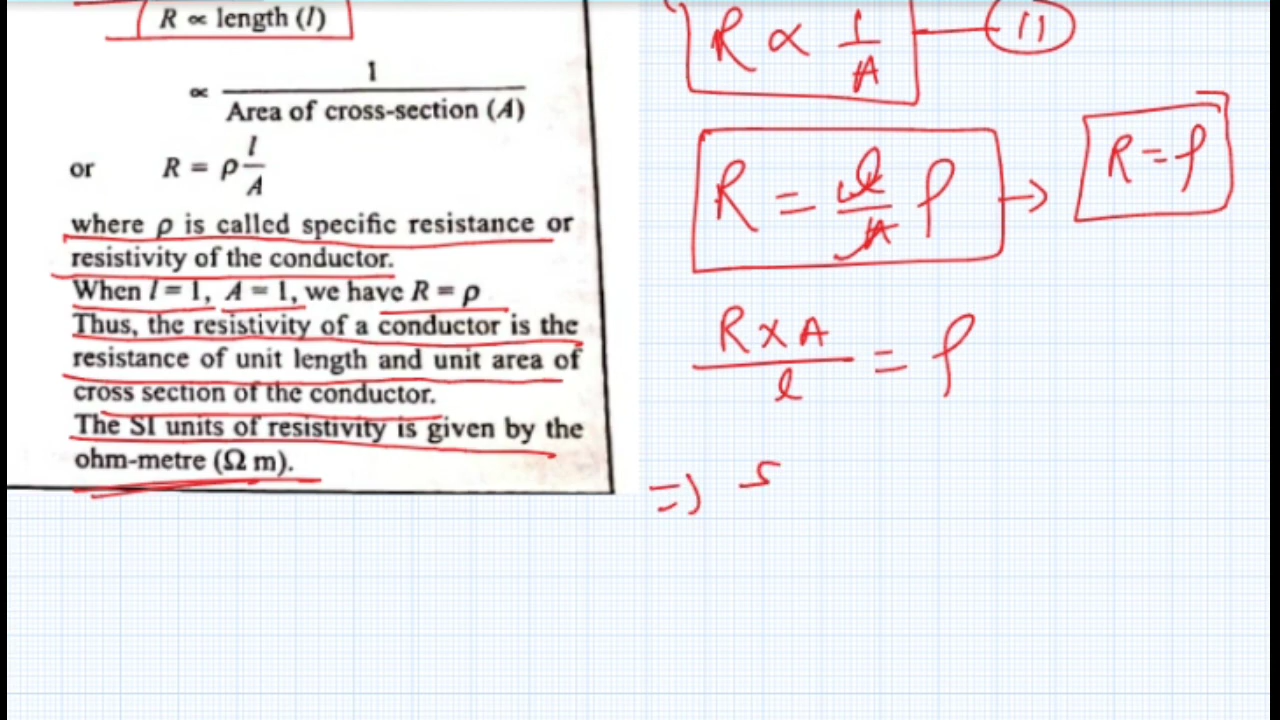 R ∝ length (l)
∝ 1 / Area of cross-section (A)
or R = ρ l / A
where ρ is called specific resistance or
resistivity of the conductor.
When l = 1, A = 1, we have R = ρ
Thus, the resistivity of a conductor is the
resistance of unit length and unit area of
cross section of the conductor.
The SI units of resistivity is given by the
ohm-metre (Ω m).
R ∝ 1 / A — 11
R = l / A ρ → R = ρ
R × A / l = ρ
⇒ S